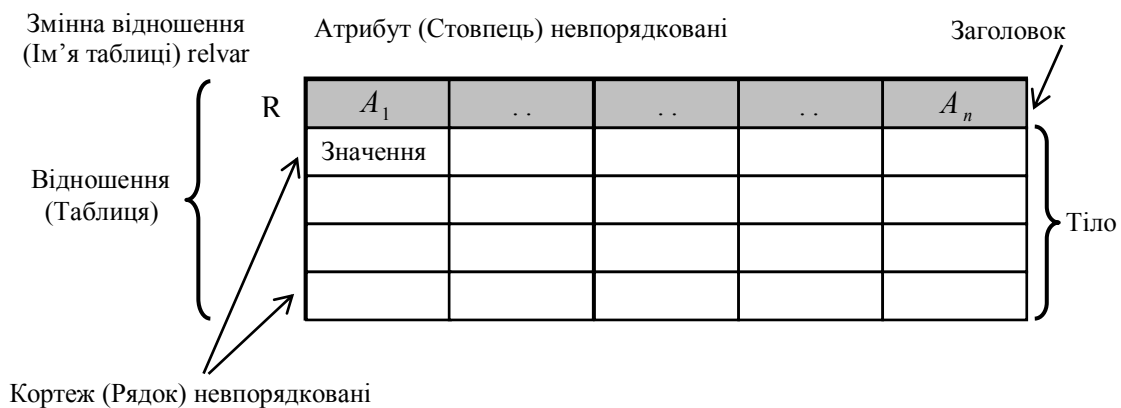 Змінна відношення
(Ім’я таблиці) relvar
Атрибут (Стовпець) невпорядковані
Заголовок
R
A₁ . . . . . . Aₙ
Значення
Відношення
(Таблиця)
Тіло
Кортеж (Рядок) невпорядковані